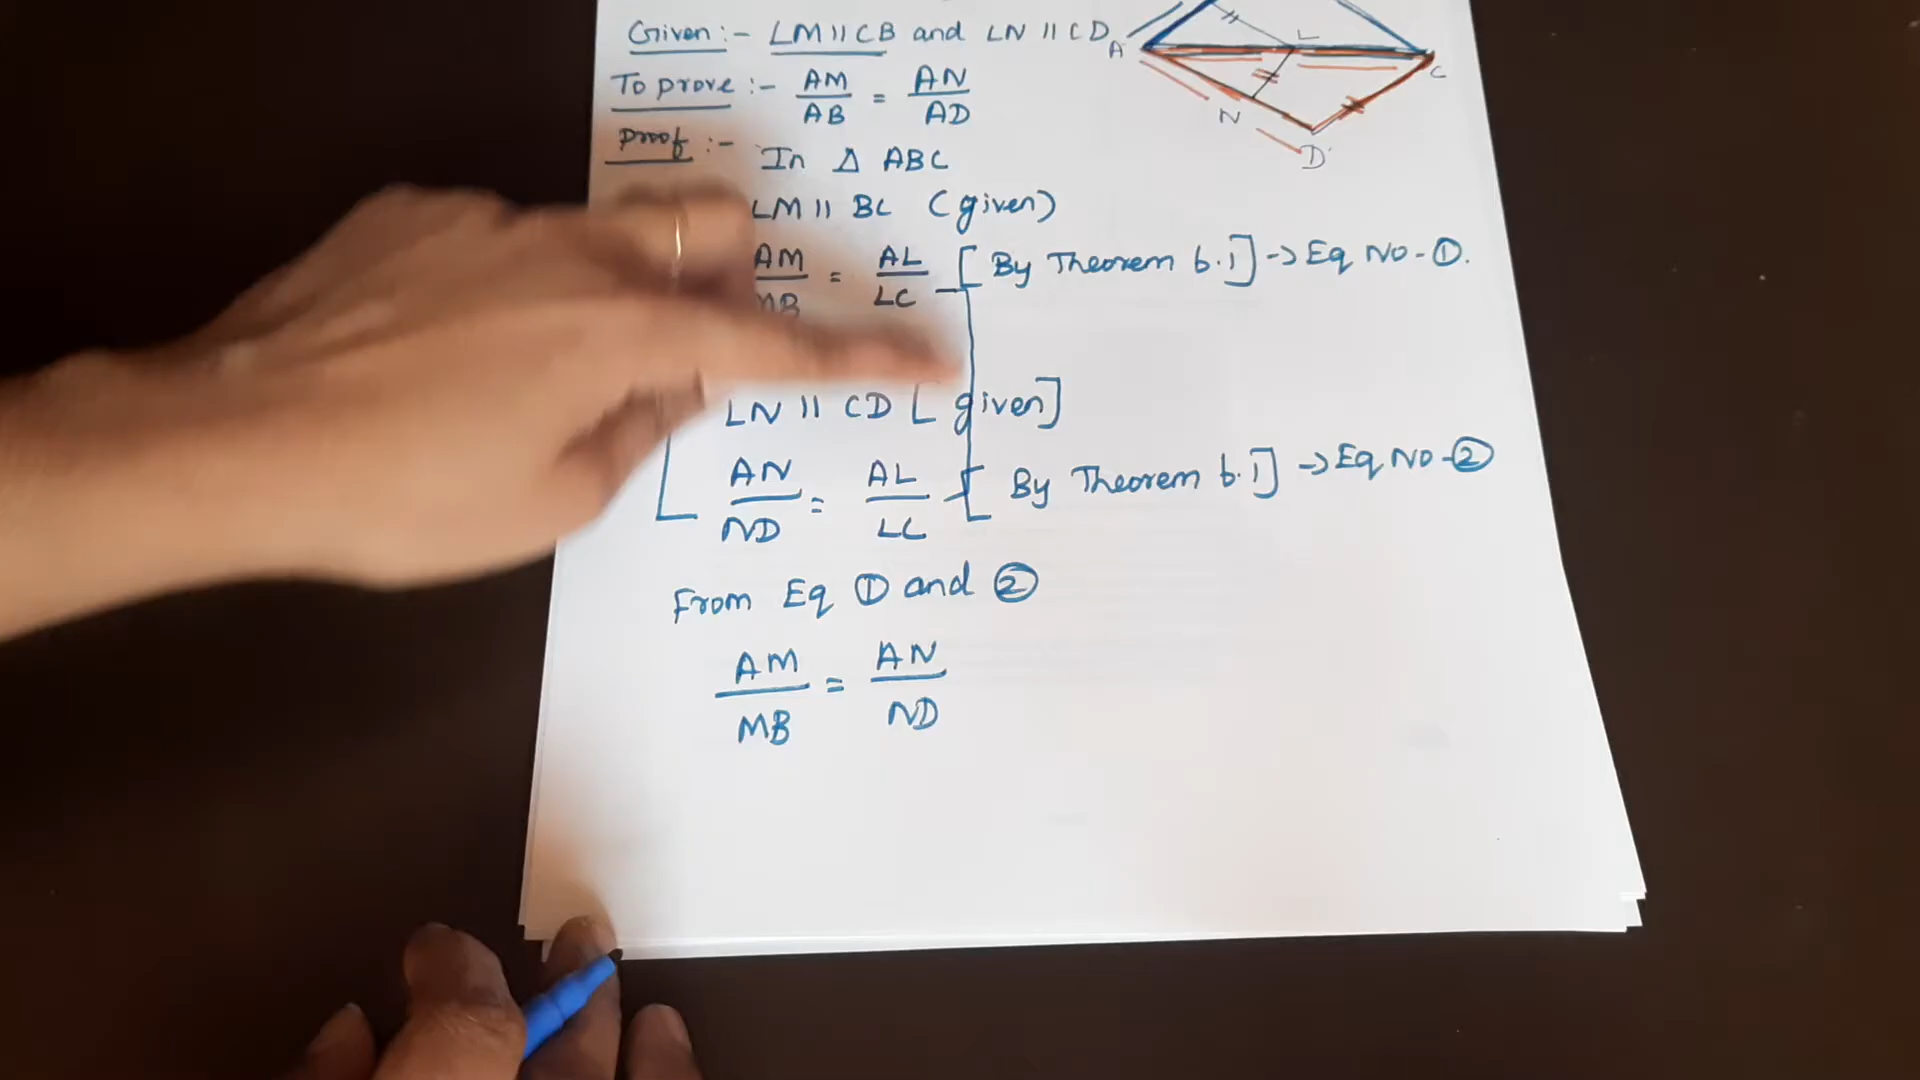 Given :- LM || CB and LN || CD
To prove :- AM/AB = AN/AD
Proof :- In Δ ABC
LM || BC (given)
AM/MB = AL/LC [By Theorem 6.1] -> Eq No - ①.
LN || CD [given]
AN/ND = AL/LC [By Theorem 6.1] -> Eq No - ②
From Eq ① and ②
AM/MB = AN/ND
A
L
C
N
D